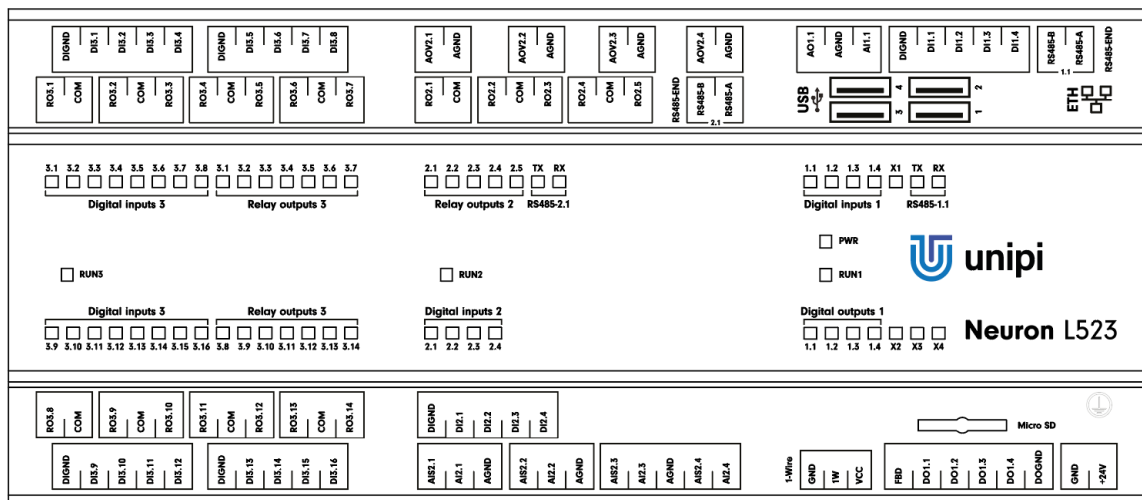 DIGND DI3.1 DI3.2 DI3.3 DI3.4 DIGND DI3.5 DI3.6 DI3.7 DI3.8 AOV2.1 AGND AOV2.2 AGND AOV2.3 AGND AOV2.4 AGND AO1.1 AGND AI1.1 DIGND DI1.1 DI1.2 DI1.3 DI1.4 RS485-B RS485-A RS485-END
1.1
RO3.1 COM RO3.2 COM RO3.3 RO3.4 COM RO3.5 RO3.6 COM RO3.7 RO2.1 COM RO2.2 COM RO2.3 RO2.4 COM RO2.5 RS485-END RS485-B RS485-A USB 4 2 ETH
3 1
2.1
3.1 3.2 3.3 3.4 3.5 3.6 3.7 3.8 3.1 3.2 3.3 3.4 3.5 3.6 3.7 2.1 2.2 2.3 2.4 2.5 TX RX 1.1 1.2 1.3 1.4 X1 TX RX
Digital inputs 3 Relay outputs 3 Relay outputs 2 RS485-2.1 Digital inputs 1 RS485-1.1
PWR
unipi
RUN3 RUN2 RUN1
Digital inputs 3 Relay outputs 3 Digital inputs 2 Digital outputs 1
Neuron L523
3.9 3.10 3.11 3.12 3.13 3.14 3.15 3.16 3.8 3.9 3.10 3.11 3.12 3.13 3.14 2.1 2.2 2.3 2.4 1.1 1.2 1.3 1.4 X2 X3 X4
RO3.8 COM RO3.9 COM RO3.10 RO3.11 COM RO3.12 RO3.13 COM RO3.14 DIGND DI2.1 DI2.2 DI2.3 DI2.4
Micro SD
DIGND DI3.9 DI3.10 DI3.11 DI3.12 DIGND DI3.13 DI3.14 DI3.15 DI3.16 AIS2.1 AI2.1 AGND AIS2.2 AI2.2 AGND AIS2.3 AI2.3 AGND AIS2.4 AI2.4 1-Wire GND 1W VCC FBD DO1.1 DO1.2 DO1.3 DO1.4 DOGND GND +24V